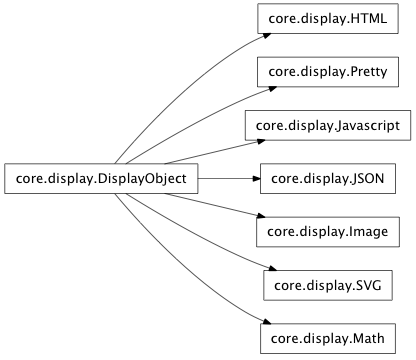 core.display.HTML
core.display.Pretty
core.display.Javascript
core.display.DisplayObject
core.display.JSON
core.display.Image
core.display.SVG
core.display.Math